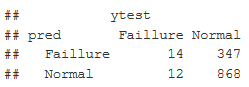 ##                ytest
## pred       Faillure Normal
##   Faillure       14    347
##   Normal         12    868